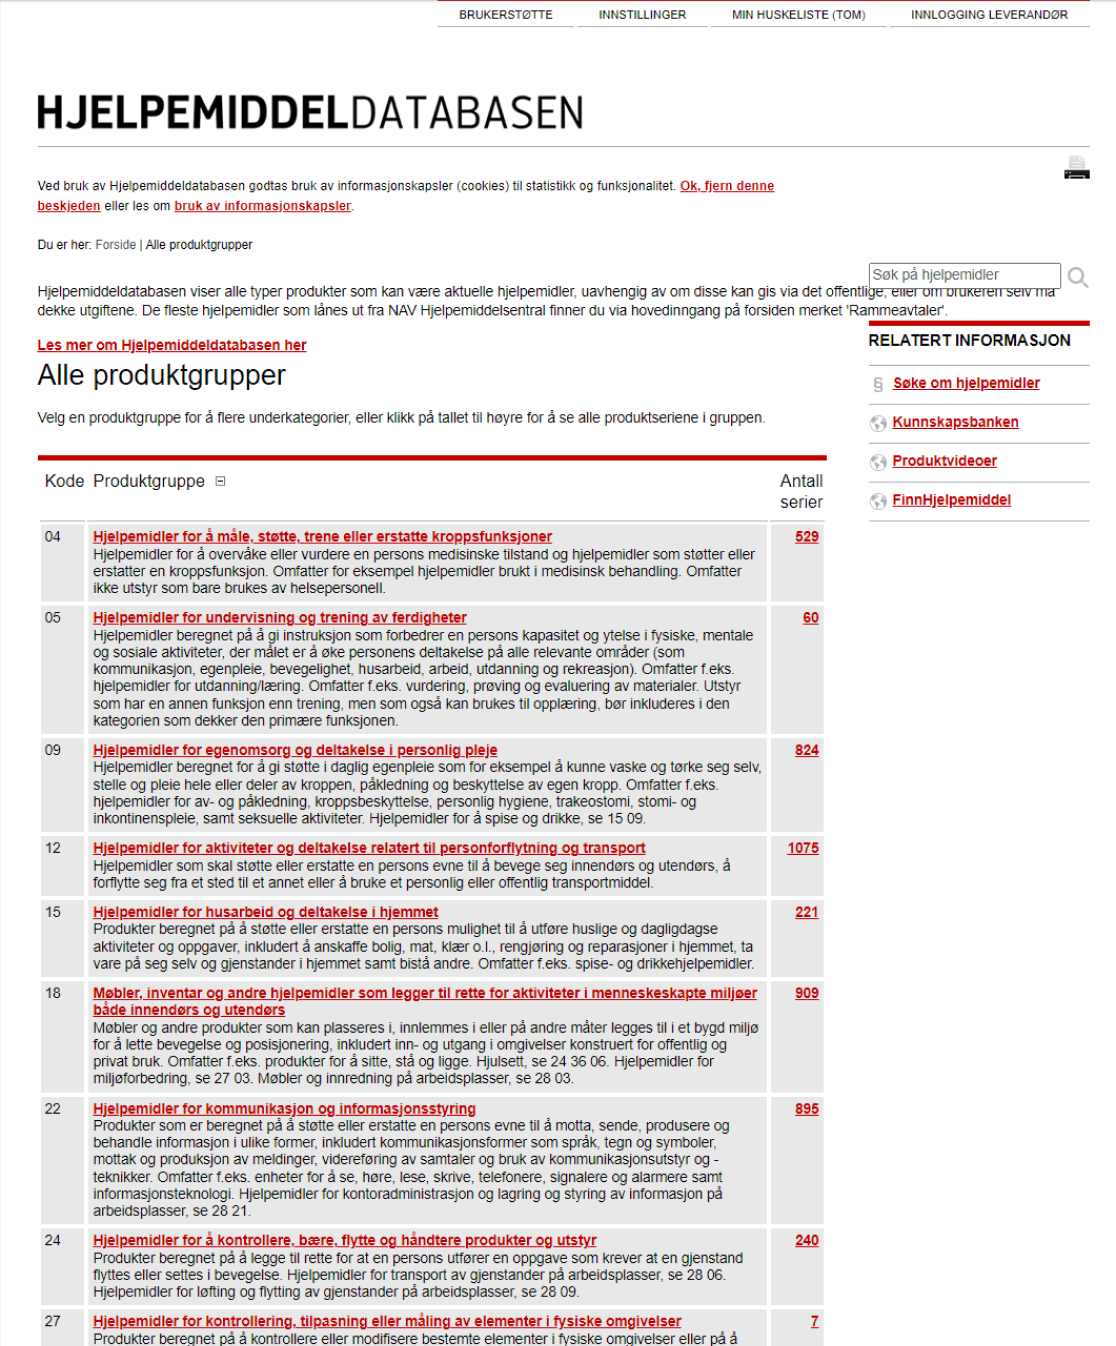 BRUKERSTØTTE INNSTILLINGER MIN HUSKELISTE (TOM) INNLOGGING LEVERANDØR
HJELPEMIDDELDATABASEN
Ved bruk av Hjelpemiddeldatabasen godtas bruk av informasjonskapsler (cookies) til statistikk og funksjonalitet. Ok, fjern denne
beskjeden eller les om bruk av informasjonskapsler.
Du er her: Forside | Alle produktgrupper
Søk på hjelpemidler
Hjelpemiddeldatabasen viser alle typer produkter som kan være aktuelle hjelpemidler, uavhengig av om disse kan gis via det offentlige, eller om brukeren selv må
dekke utgiftene. De fleste hjelpemidler som lånes ut fra NAV Hjelpemiddelsentral finner du via hovedinngang på forsiden merket 'Rammeavtaler'.
Les mer om Hjelpemiddeldatabasen her
Alle produktgrupper
Velg en produktgruppe for å flere underkategorier, eller klikk på tallet til høyre for å se alle produktseriene i gruppen.
RELATERT INFORMASJON
Søke om hjelpemidler
Kunnskapsbanken
Produktvideoer
FinnHjelpemiddel
Kode Produktgruppe Antall
serier
04 Hjelpemidler for å måle, støtte, trene eller erstatte kroppsfunksjoner 529
Hjelpemidler for å overvåke eller vurdere en persons medisinske tilstand og hjelpemidler som støtter eller
erstatter en kroppsfunksjon. Omfatter for eksempel hjelpemidler brukt i medisinsk behandling. Omfatter
ikke utstyr som bare brukes av helsepersonell.
05 Hjelpemidler for undervisning og trening av ferdigheter 60
Hjelpemidler beregnet på å gi instruksjon som forbedrer en persons kapasitet og ytelse i fysiske, mentale
og sosiale aktiviteter, der målet er å øke personens deltakelse på alle relevante områder (som
kommunikasjon, egenpleie, bevegelighet, husarbeid, arbeid, utdanning og rekreasjon). Omfatter f.eks.
hjelpemidler for utdanning/læring. Omfatter f.eks. vurdering, prøving og evaluering av materialer. Utstyr
som har en annen funksjon enn trening, men som også kan brukes til opplæring, bør inkluderes i den
kategorien som dekker den primære funksjonen.
09 Hjelpemidler for egenomsorg og deltakelse i personlig pleje 824
Hjelpemidler beregnet for å gi støtte i daglig egenpleie som for eksempel å kunne vaske og tørke seg selv,
stelle og pleie hele eller deler av kroppen, påkledning og beskyttelse av egen kropp. Omfatter f.eks.
hjelpemidler for av- og påkledning, kroppsbeskyttelse, personlig hygiene, trakeostomi, stomi- og
inkontinenspleie, samt seksuelle aktiviteter. Hjelpemidler for å spise og drikke, se 15 09.
12 Hjelpemidler for aktiviteter og deltakelse relatert til personforflytning og transport 1075
Hjelpemidler som skal støtte eller erstatte en persons evne til å bevege seg innendørs og utendørs, å
forflytte seg fra et sted til et annet eller å bruke et personlig eller offentlig transportmiddel.
15 Hjelpemidler for husarbeid og deltakelse i hjemmet 221
Produkter beregnet på å støtte eller erstatte en persons mulighet til å utføre huslige og dagligdagse
aktiviteter og oppgaver, inkludert å anskaffe bolig, mat, klær o.l., rengjøring og reparasjoner i hjemmet, ta
vare på seg selv og gjenstander i hjemmet samt bistå andre. Omfatter f.eks. spise- og drikkehjelpemidler.
18 Møbler, inventar og andre hjelpemidler som legger til rette for aktiviteter i menneskeskapte miljøer 909
både innendørs og utendørs
Møbler og andre produkter som kan plasseres i, innlemmes i eller på andre måter legges til i et bygd miljø
for å lette bevegelse og posisjonering, inkludert inn- og utgang i omgivelser konstruert for offentlig og
privat bruk. Omfatter f.eks. produkter for å sitte, stå og ligge. Hjulsett, se 24 36 06. Hjelpemidler for
miljøforbedring, se 27 03. Møbler og innredning på arbeidsplasser, se 28 03.
22 Hjelpemidler for kommunikasjon og informasjonsstyring 895
Produkter som er beregnet på å støtte eller erstatte en persons evne til å motta, sende, produsere og
behandle informasjon i ulike former, inkludert kommunikasjonsformer som språk, tegn og symboler,
mottak og produksjon av meldinger, videreføring av samtaler og bruk av kommunikasjonsutstyr og -
teknikker. Omfatter f.eks. enheter for å se, høre, lese, skrive, telefonere, signalere og alarmere samt
informasjonsteknologi. Hjelpemidler for kontoradministrasjon og lagring og styring av informasjon på
arbeidsplasser, se 28 21.
24 Hjelpemidler for å kontrollere, bære, flytte og håndtere produkter og utstyr 240
Produkter beregnet på å legge til rette for at en persons utfører en oppgave som krever at en gjenstand
flyttes eller settes i bevegelse. Hjelpemidler for transport av gjenstander på arbeidsplasser, se 28 06.
Hjelpemidler for løfting og flytting av gjenstander på arbeidsplasser, se 28 09.
27 Hjelpemidler for kontrollering, tilpasning eller måling av elementer i fysiske omgivelser 7
Produkter beregnet på å kontrollere eller modifisere bestemte elementer i fysiske omgivelser eller på å